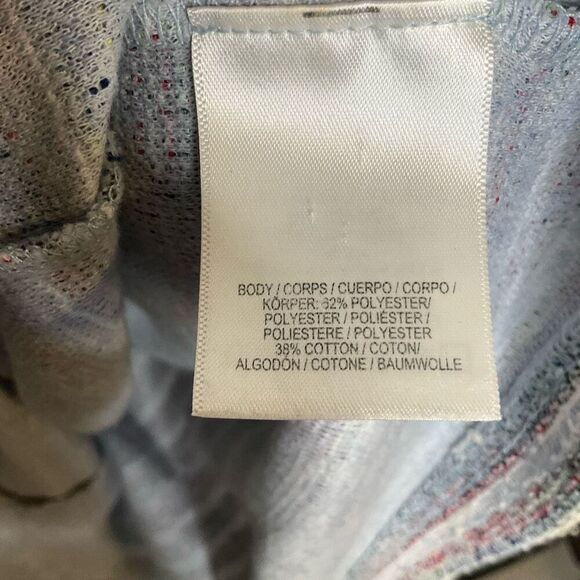 BODY / CORPS / CUERPO / CORPO /
KÖRPER: 62% POLYESTER/
POLYESTER / POLIÉSTER /
POLIESTERE / POLYESTER
38% COTTON / COTON/
ALGODÓN / COTONE / BAUMWOLLE